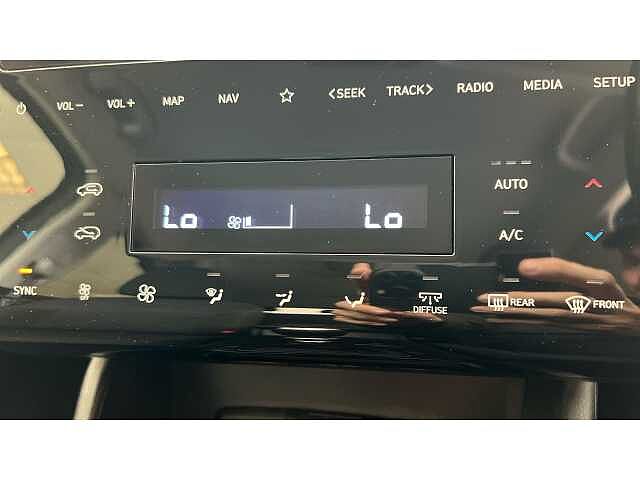 VOL− VOL+ MAP NAV ☆ <SEEK TRACK> RADIO MEDIA SETUP
AUTO
Lo Lo
A/C
SYNC
REAR FRONT
DIFFUSE